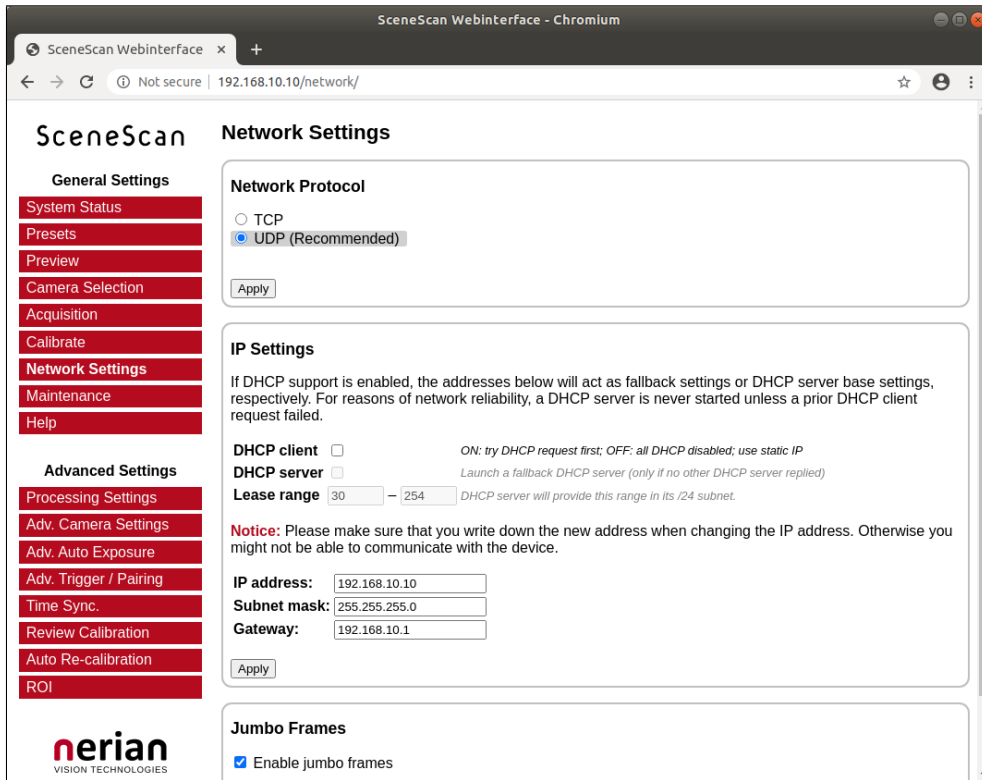 SceneScan Webinterface - Chromium
SceneScan Webinterface
Not secure | 192.168.10.10/network/
SceneScan
General Settings
System Status
Presets
Preview
Camera Selection
Acquisition
Calibrate
Network Settings
Maintenance
Help
Advanced Settings
Processing Settings
Adv. Camera Settings
Adv. Auto Exposure
Adv. Trigger / Pairing
Time Sync.
Review Calibration
Auto Re-calibration
ROI
nerian
VISION TECHNOLOGIES
Network Settings
Network Protocol
TCP
UDP (Recommended)
Apply
IP Settings
If DHCP support is enabled, the addresses below will act as fallback settings or DHCP server base settings,
respectively. For reasons of network reliability, a DHCP server is never started unless a prior DHCP client
request failed.
DHCP client ON: try DHCP request first; OFF: all DHCP disabled; use static IP
DHCP server Launch a fallback DHCP server (only if no other DHCP server replied)
Lease range 30 – 254 DHCP server will provide this range in its /24 subnet.
Notice: Please make sure that you write down the new address when changing the IP address. Otherwise you
might not be able to communicate with the device.
IP address: 192.168.10.10
Subnet mask: 255.255.255.0
Gateway: 192.168.10.1
Apply
Jumbo Frames
Enable jumbo frames